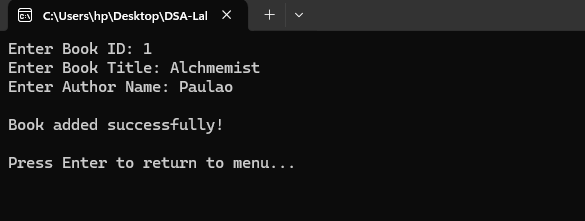 C:\Users\hp\Desktop\DSA-Lal
Enter Book ID: 1
Enter Book Title: Alchmemist
Enter Author Name: Paulao
Book added successfully!
Press Enter to return to menu...